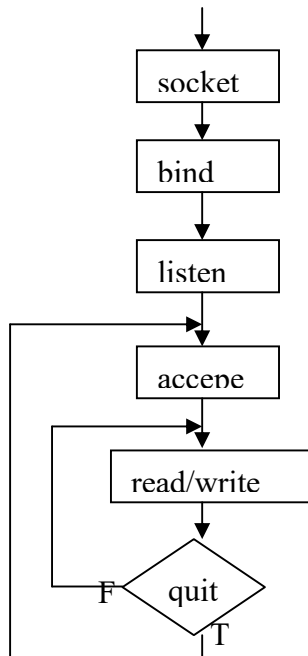 socket
bind
listen
accepe
read/write
quit
F
T